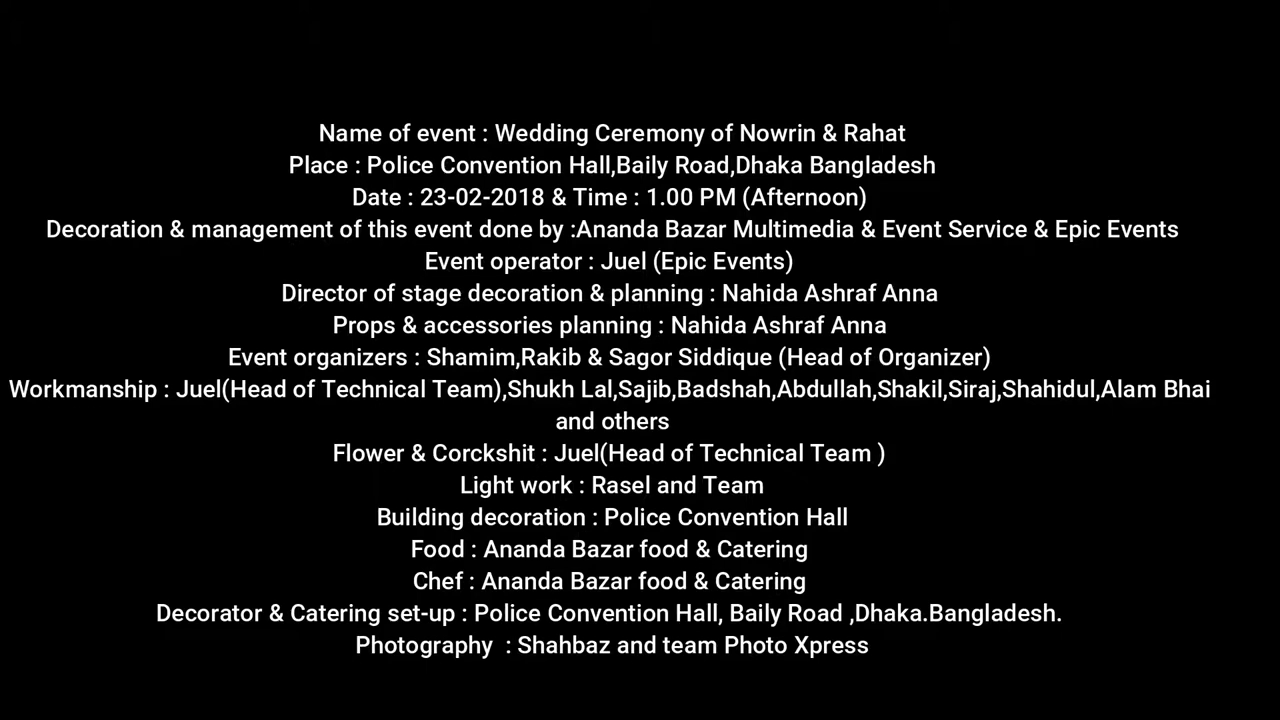 Name of event : Wedding Ceremony of Nowrin & Rahat
Place : Police Convention Hall,Baily Road,Dhaka Bangladesh
Date : 23-02-2018 & Time : 1.00 PM (Afternoon)
Decoration & management of this event done by :Ananda Bazar Multimedia & Event Service & Epic Events
Event operator : Juel (Epic Events)
Director of stage decoration & planning : Nahida Ashraf Anna
Props & accessories planning : Nahida Ashraf Anna
Event organizers : Shamim,Rakib & Sagor Siddique (Head of Organizer)
Workmanship : Juel(Head of Technical Team),Shukh Lal,Sajib,Badshah,Abdullah,Shakil,Siraj,Shahidul,Alam Bhai
and others
Flower & Corckshit : Juel(Head of Technical Team )
Light work : Rasel and Team
Building decoration : Police Convention Hall
Food : Ananda Bazar food & Catering
Chef : Ananda Bazar food & Catering
Decorator & Catering set-up : Police Convention Hall, Baily Road ,Dhaka.Bangladesh.
Photography  : Shahbaz and team Photo Xpress